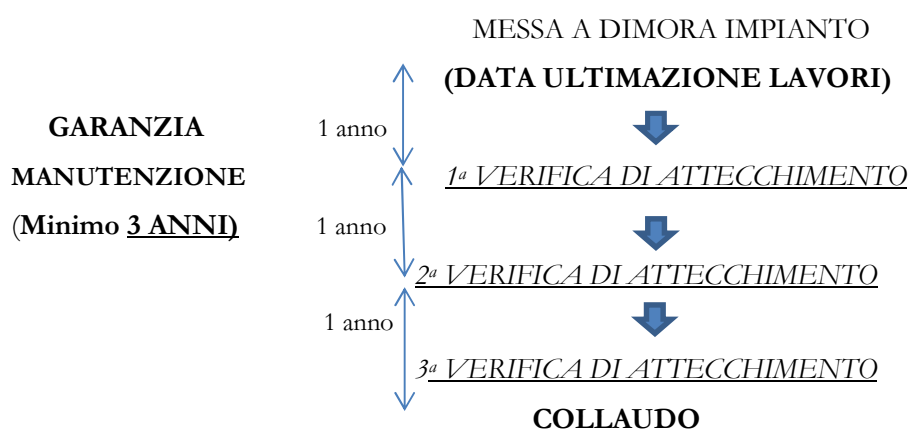 MESSA A DIMORA IMPIANTO
(DATA ULTIMAZIONE LAVORI)
GARANZIA
MANUTENZIONE
(Minimo 3 ANNI)
1 anno
1ª VERIFICA DI ATTECCHIMENTO
1 anno
2ª VERIFICA DI ATTECCHIMENTO
1 anno
3ª VERIFICA DI ATTECCHIMENTO
COLLAUDO